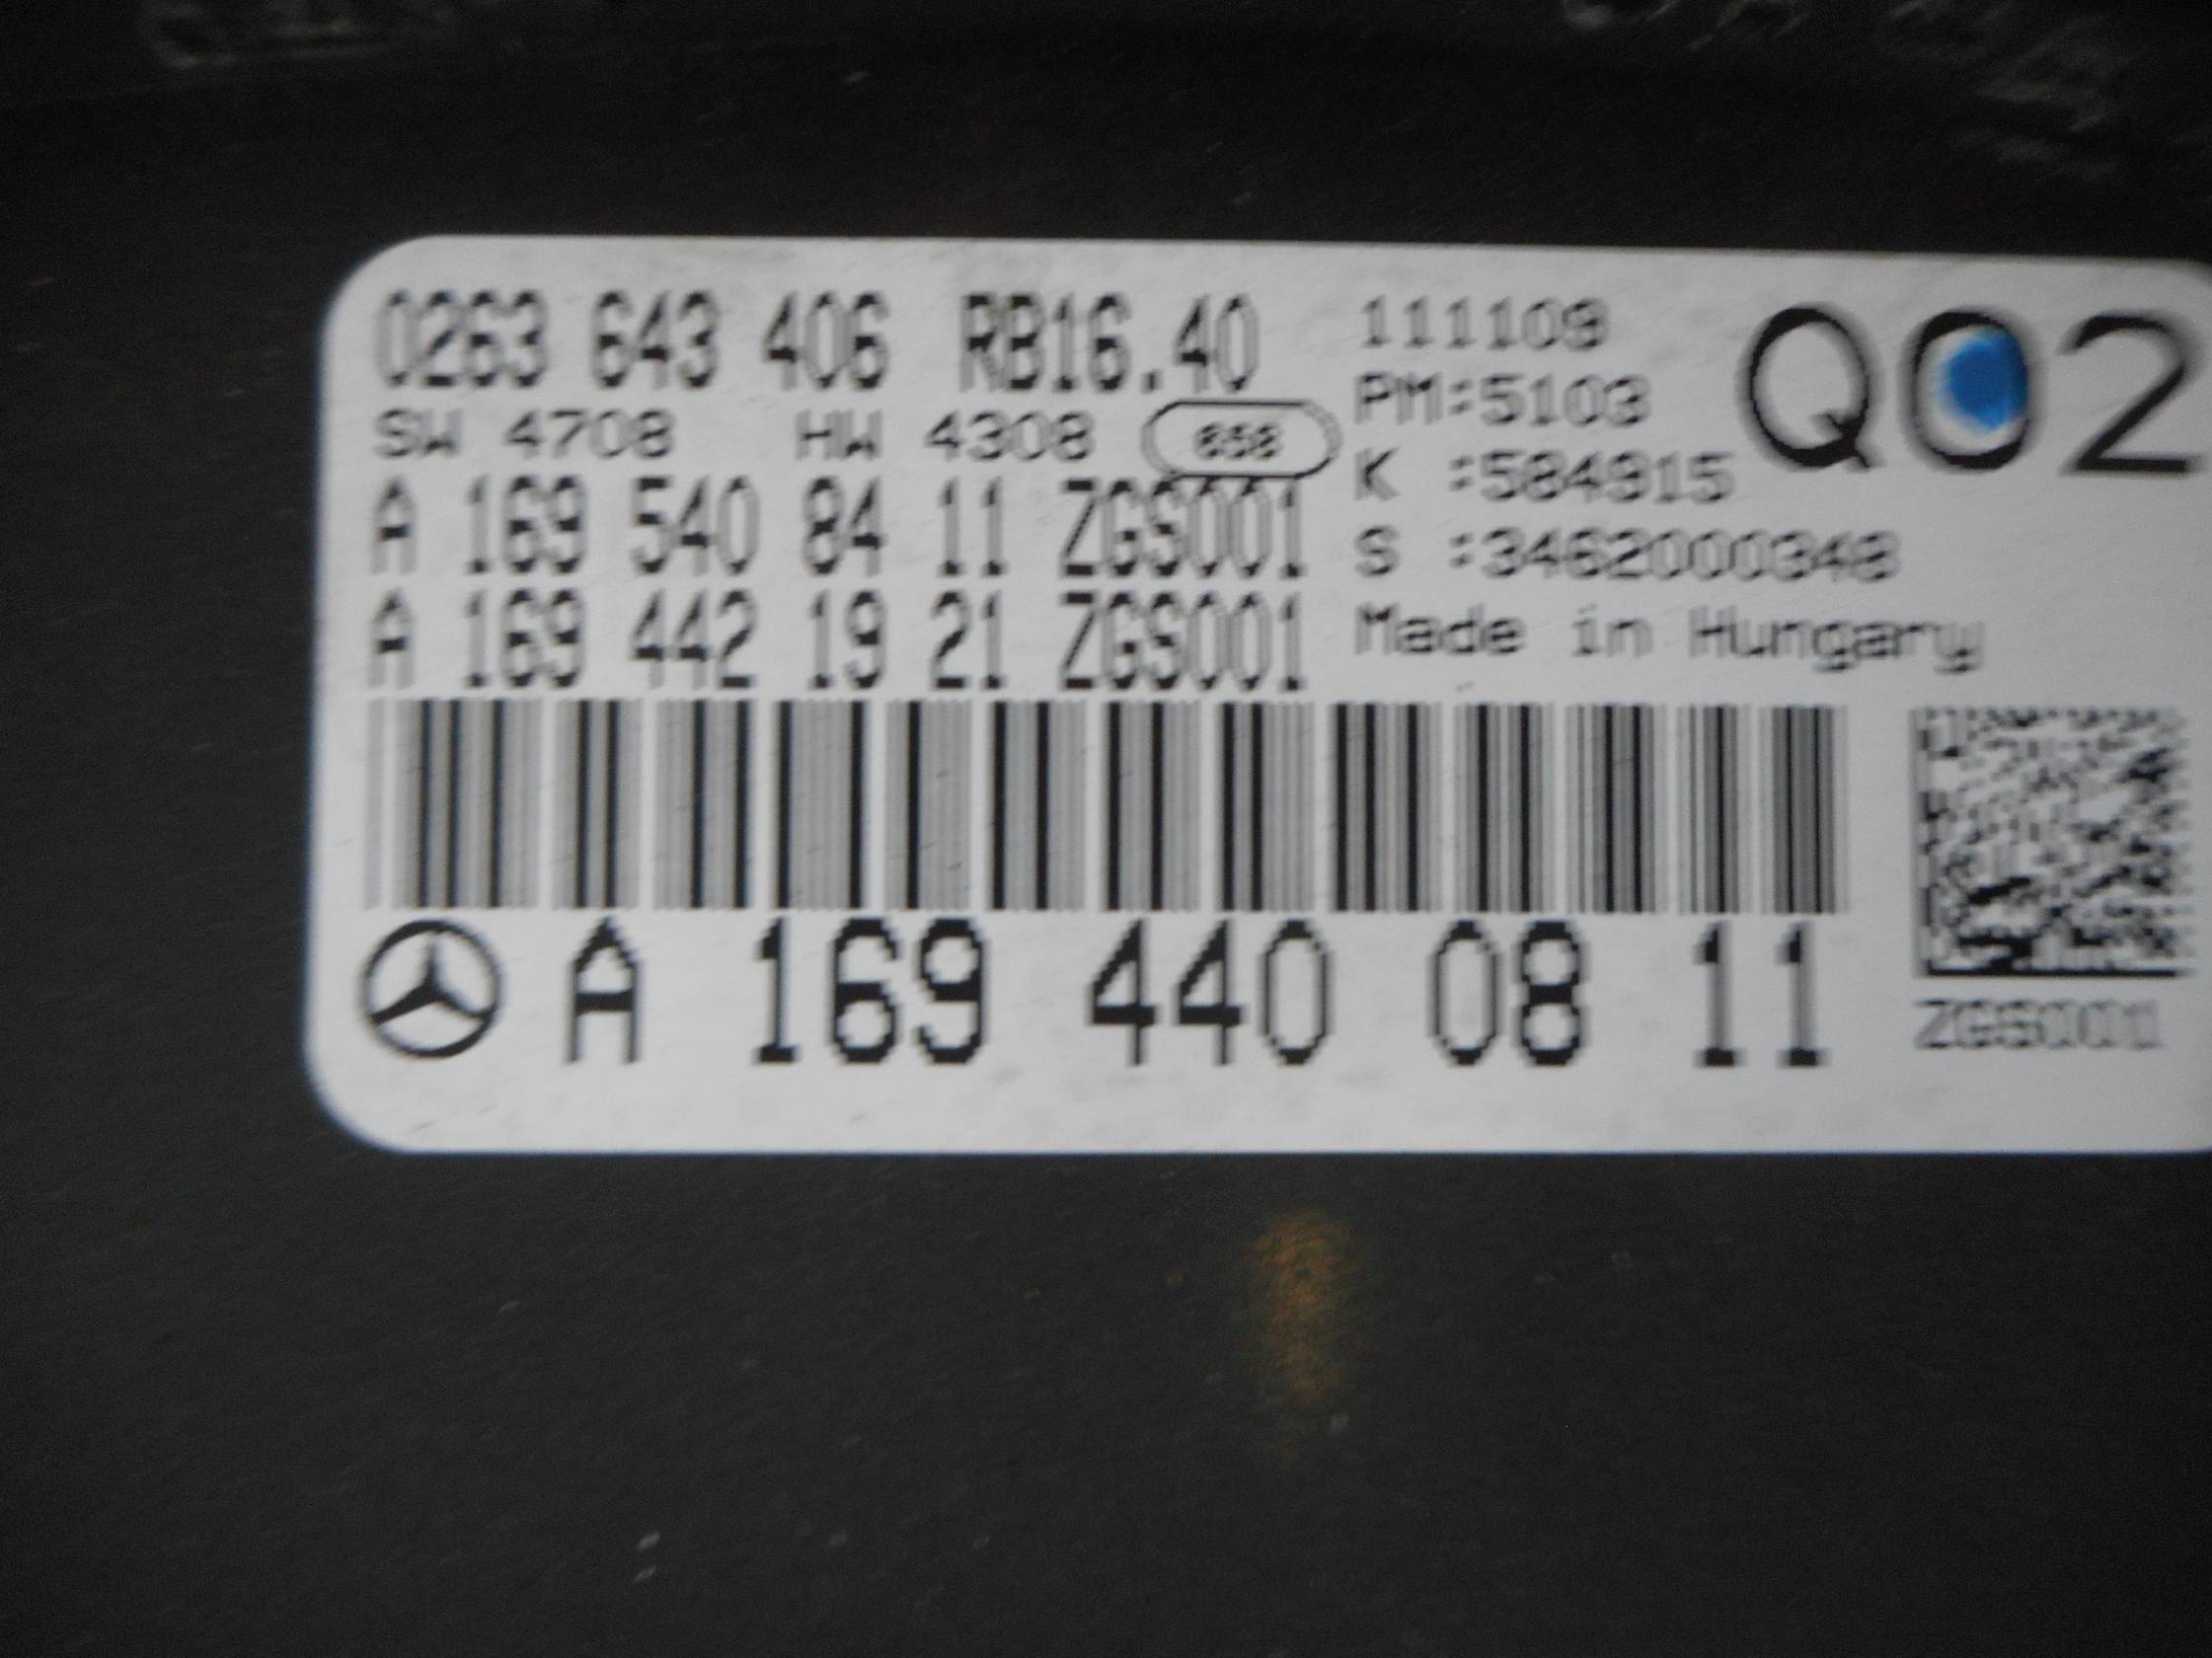 0263 643 406 RB16.40
SW 4708 HW 4308
A 169 540 84 11 ZGS001
A 169 442 19 21 ZGS001
111109
PM:5103
K :584915
S :3462000348
Made in Hungary
Q02
A 169 440 08 11
ZGS001